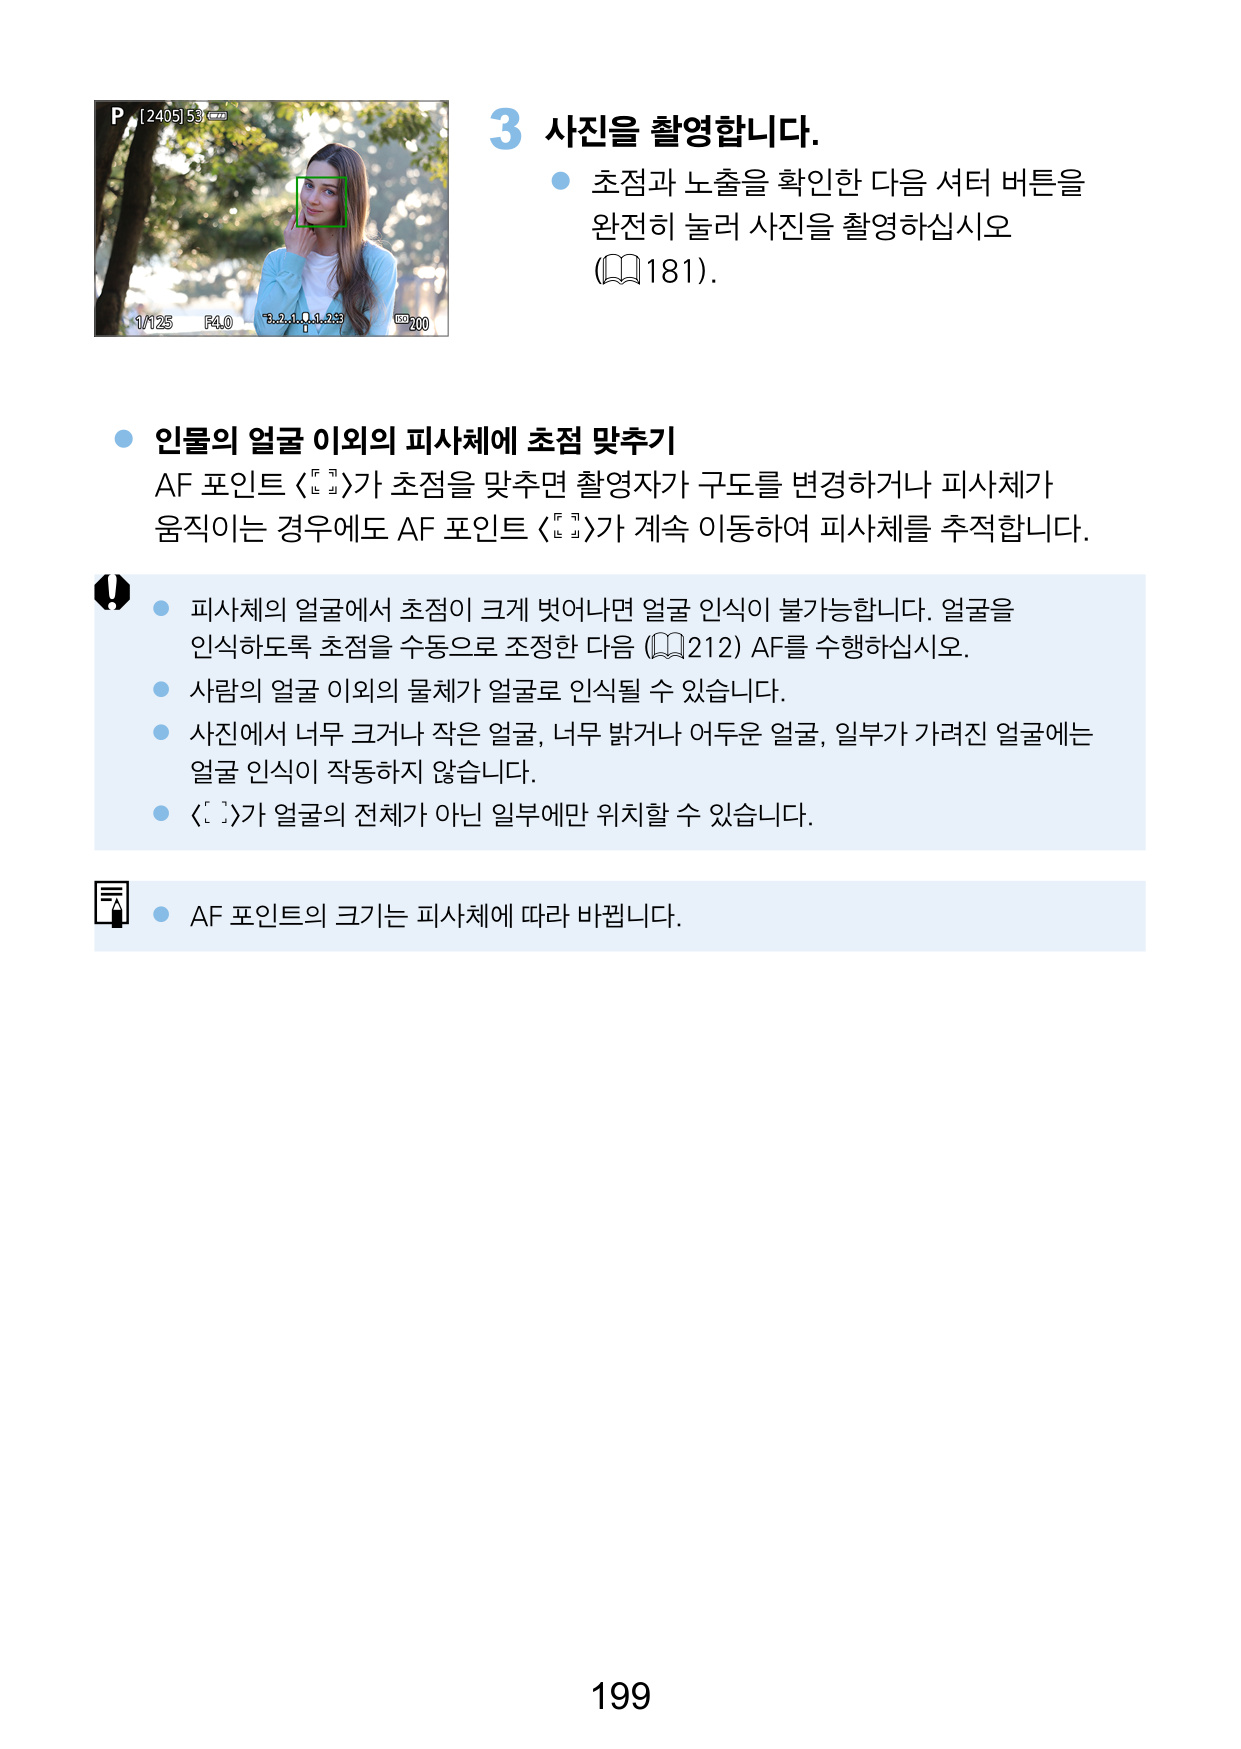 P [2405] 53
1/125 F4.0 -3..2..1..0..1..2.:3 ISO 200
3 사진을 촬영합니다.
● 초점과 노출을 확인한 다음 셔터 버튼을
완전히 눌러 사진을 촬영하십시오
(181).
● 인물의 얼굴 이외의 피사체에 초점 맞추기
AF 포인트 〈 〉가 초점을 맞추면 촬영자가 구도를 변경하거나 피사체가
움직이는 경우에도 AF 포인트 〈 〉가 계속 이동하여 피사체를 추적합니다.
● 피사체의 얼굴에서 초점이 크게 벗어나면 얼굴 인식이 불가능합니다. 얼굴을
인식하도록 초점을 수동으로 조정한 다음 (212) AF를 수행하십시오.
● 사람의 얼굴 이외의 물체가 얼굴로 인식될 수 있습니다.
● 사진에서 너무 크거나 작은 얼굴, 너무 밝거나 어두운 얼굴, 일부가 가려진 얼굴에는
얼굴 인식이 작동하지 않습니다.
● 〈 〉가 얼굴의 전체가 아닌 일부에만 위치할 수 있습니다.
● AF 포인트의 크기는 피사체에 따라 바뀝니다.
199